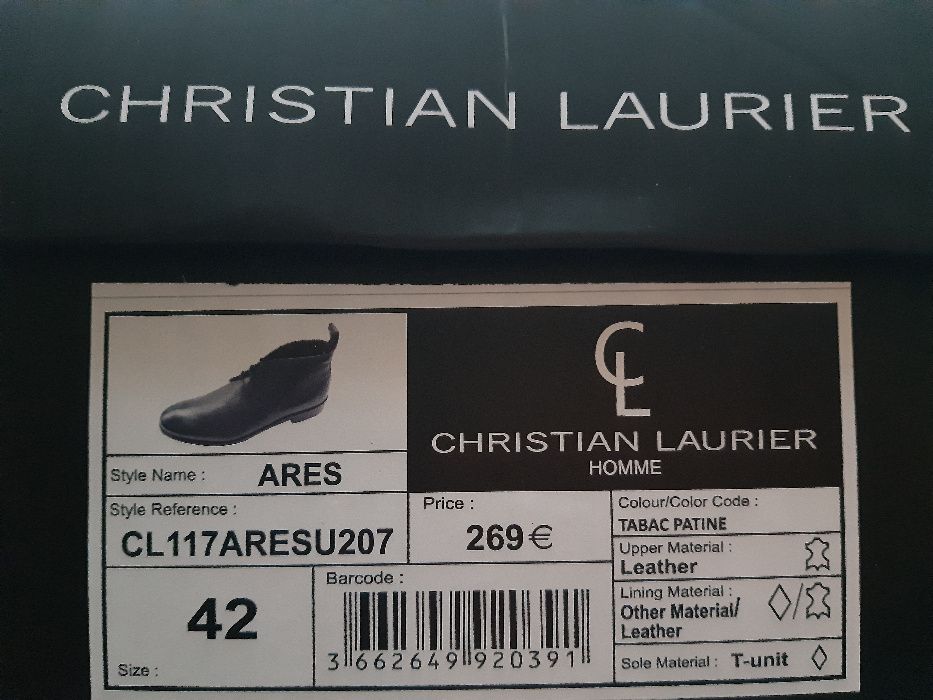 CHRISTIAN LAURIER
CL
CHRISTIAN LAURIER
HOMME
Style Name : ARES
Style Reference :
CL117ARESU207
Price :
269€
Colour/Color Code :
TABAC PATINE
Upper Material :
Leather
Lining Material :
Other Material/
Leather
Sole Material : T-unit
42
Size :
Barcode :
3 662649 920391